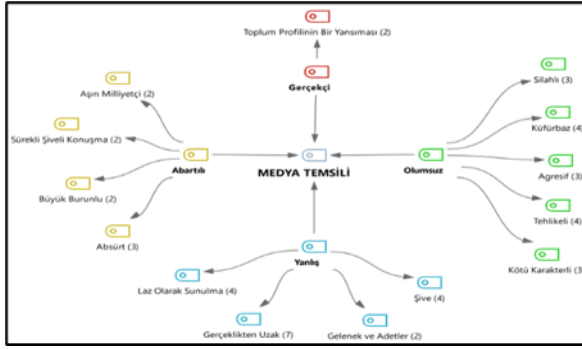 Toplum Profilinin Bir Yansıması (2)
Gerçekçi
Silahlı (3)
Aşırı Milliyetçi (2)
Küfürbaz (4)
Sürekli Şiveli Konuşma (2)
Abartılı
MEDYA TEMSİLİ
Olumsuz
Agresif (3)
Büyük Burunlu (2)
Tehlikeli (4)
Absürt (3)
Yanlış
Kötü Karakterli (3
Laz Olarak Sunulma (4)
Şive (4)
Gerçeklikten Uzak (7)
Gelenek ve Adetler (2)